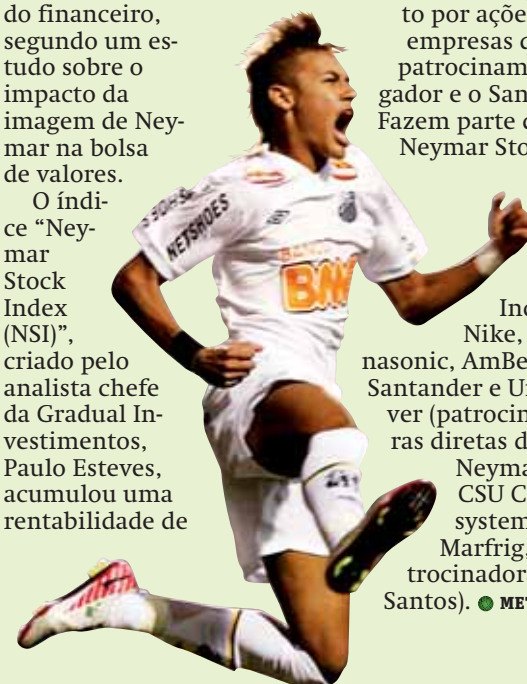 do financeiro,
segundo um es-
tudo sobre o
impacto da
imagem de Ney-
mar na bolsa
de valores.
O índi-
ce “Ney-
mar
Stock
Index
(NSI)”,
criado pelo
analista chefe
da Gradual In-
vestimentos,
Paulo Esteves,
acumulou uma
rentabilidade de
to por açõe
empresas
patrocinam
gador e o San
Fazem parte
Neymar Sto
Ind
Nike,
nasonic, AmBe
Santander e U
ver (patrocin
ras diretas d
Neyma
CSU C
system
Marfrig,
trocinador
Santos). MET
NETSHOES